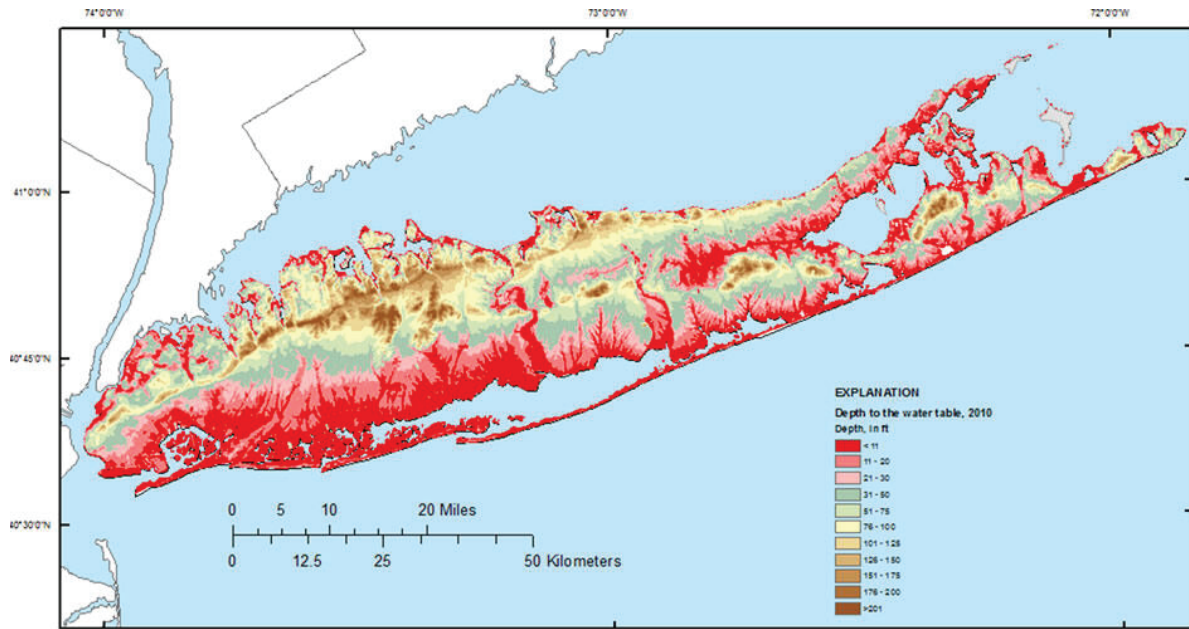 74°0'0"W 73°0'0"W 72°0'0"W
41°0'0"N
40°45'0"N
40°30'0"N
EXPLANATION
Depth to the water table, 2010
Depth, in ft
< 11
11 - 20
21 - 30
31 - 50
51 - 75
76 - 100
101 - 125
126 - 150
151 - 175
176 - 200
>201
0 5 10 20 Miles
0 12.5 25 50 Kilometers